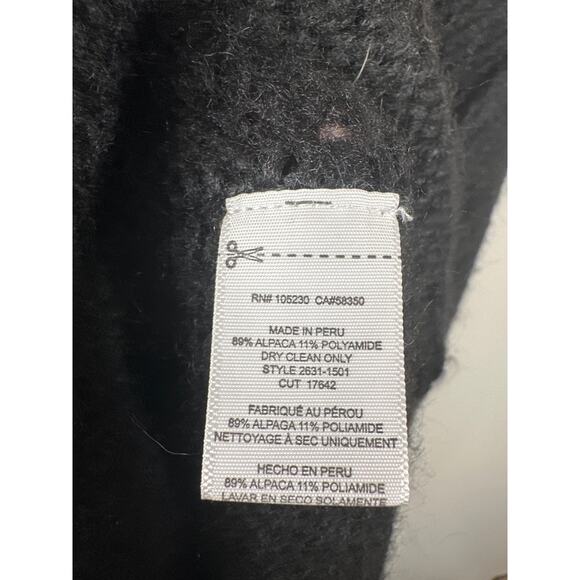 RN# 105230 CA#58350
MADE IN PERU
89% ALPACA 11% POLYAMIDE
DRY CLEAN ONLY
STYLE 2631-1501
CUT 17642
FABRIQUÉ AU PÉROU
89% ALPAGA 11% POLIAMIDE
NETTOYAGE À SEC UNIQUEMENT
HECHO EN PERU
89% ALPACA 11% POLIAMIDE
LAVAR EN SECO SOLAMENTE